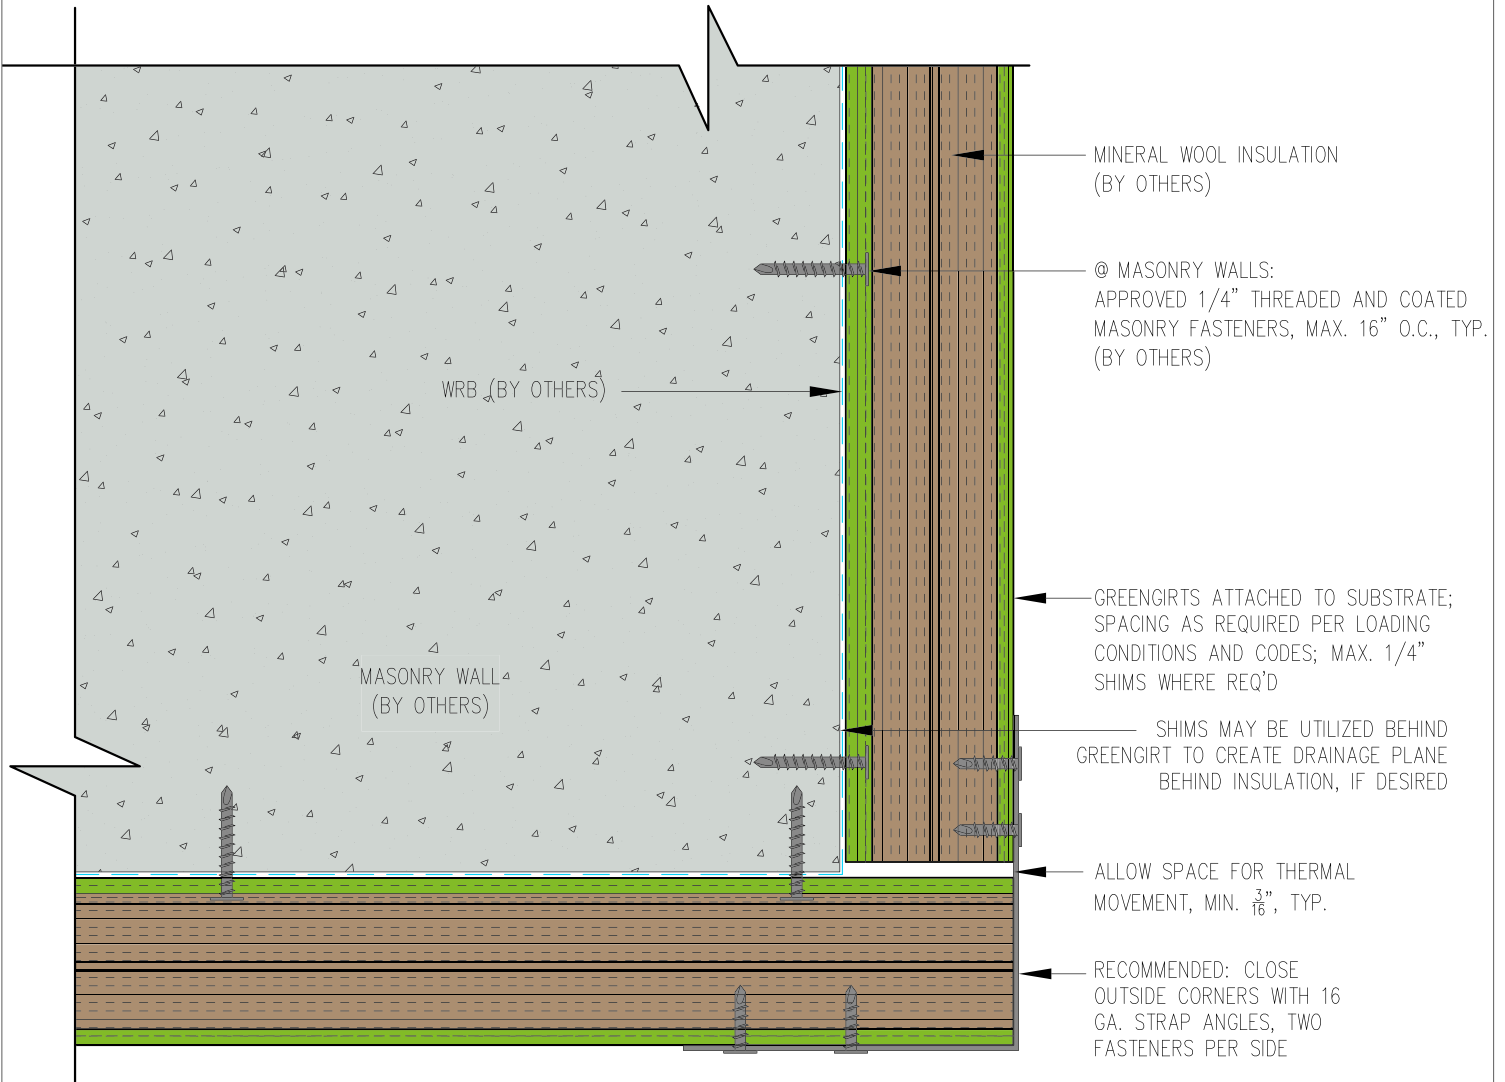 MINERAL WOOL INSULATION
(BY OTHERS)
@ MASONRY WALLS:
APPROVED 1/4" THREADED AND COATED
MASONRY FASTENERS, MAX. 16" O.C., TYP.
(BY OTHERS)
WRB (BY OTHERS)
GREENGIRTS ATTACHED TO SUBSTRATE;
SPACING AS REQUIRED PER LOADING
CONDITIONS AND CODES; MAX. 1/4"
SHIMS WHERE REQ'D
MASONRY WALL
(BY OTHERS)
SHIMS MAY BE UTILIZED BEHIND
GREENGIRT TO CREATE DRAINAGE PLANE
BEHIND INSULATION, IF DESIRED
ALLOW SPACE FOR THERMAL
MOVEMENT, MIN. 3/16", TYP.
RECOMMENDED: CLOSE
OUTSIDE CORNERS WITH 16
GA. STRAP ANGLES, TWO
FASTENERS PER SIDE